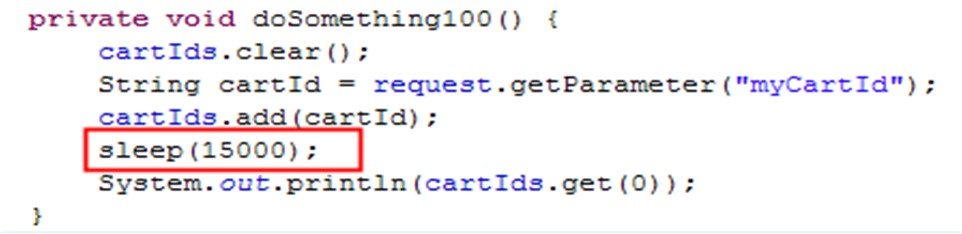 private void doSomething100() {
    cartIds.clear();
    String cartId = request.getParameter("myCartId");
    cartIds.add(cartId);
    sleep(15000);
    System.out.println(cartIds.get(0));
}